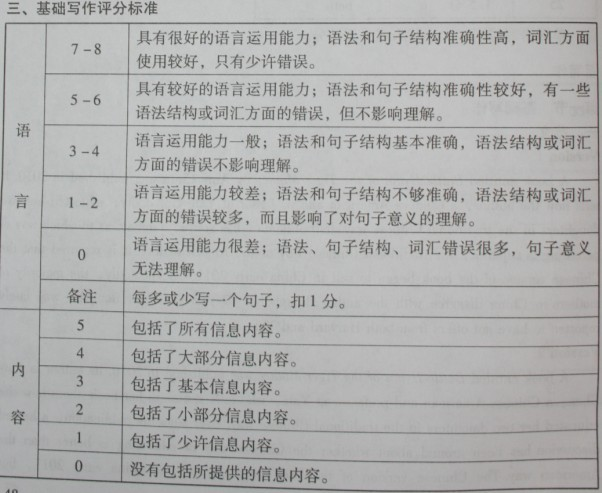 三、基础写作评分标准
语
言
7-8
具有很好的语言运用能力；语法和句子结构准确性高，词汇方面
使用较好，只有少许错误。
5-6
具有较好的语言运用能力；语法和句子结构准确性较好，有一些
语法结构或词汇方面的错误，但不影响理解。
3-4
语言运用能力一般；语法和句子结构基本准确，语法结构或词汇
方面的错误不影响理解。
1-2
语言运用能力较差；语法和句子结构不够准确，语法结构或词汇
方面的错误较多，而且影响了对句子意义的理解。
0
语言运用能力很差；语法、句子结构、词汇错误很多，句子意义
无法理解。
备注
每多或少写一个句子，扣1分。
内
容
5
包括了所有信息内容。
4
包括了大部分信息内容。
3
包括了基本信息内容。
2
包括了小部分信息内容。
1
包括了少许信息内容。
0
没有包括所提供的信息内容。